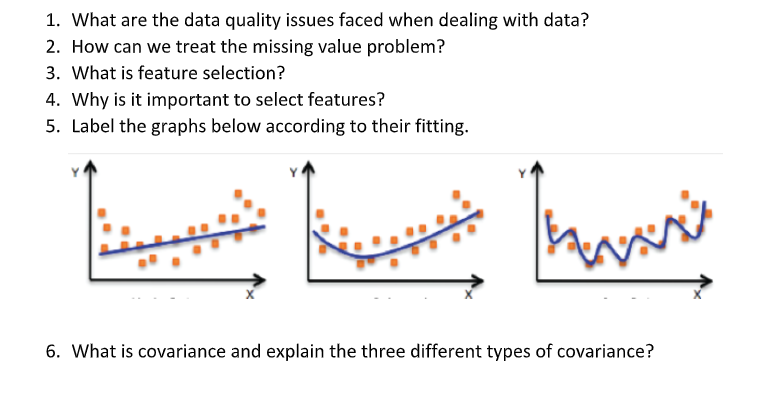 1. What are the data quality issues faced when dealing with data?
2. How can we treat the missing value problem?
3. What is feature selection?
4. Why is it important to select features?
5. Label the graphs below according to their fitting.
Y Y Y
X X X
6. What is covariance and explain the three different types of covariance?